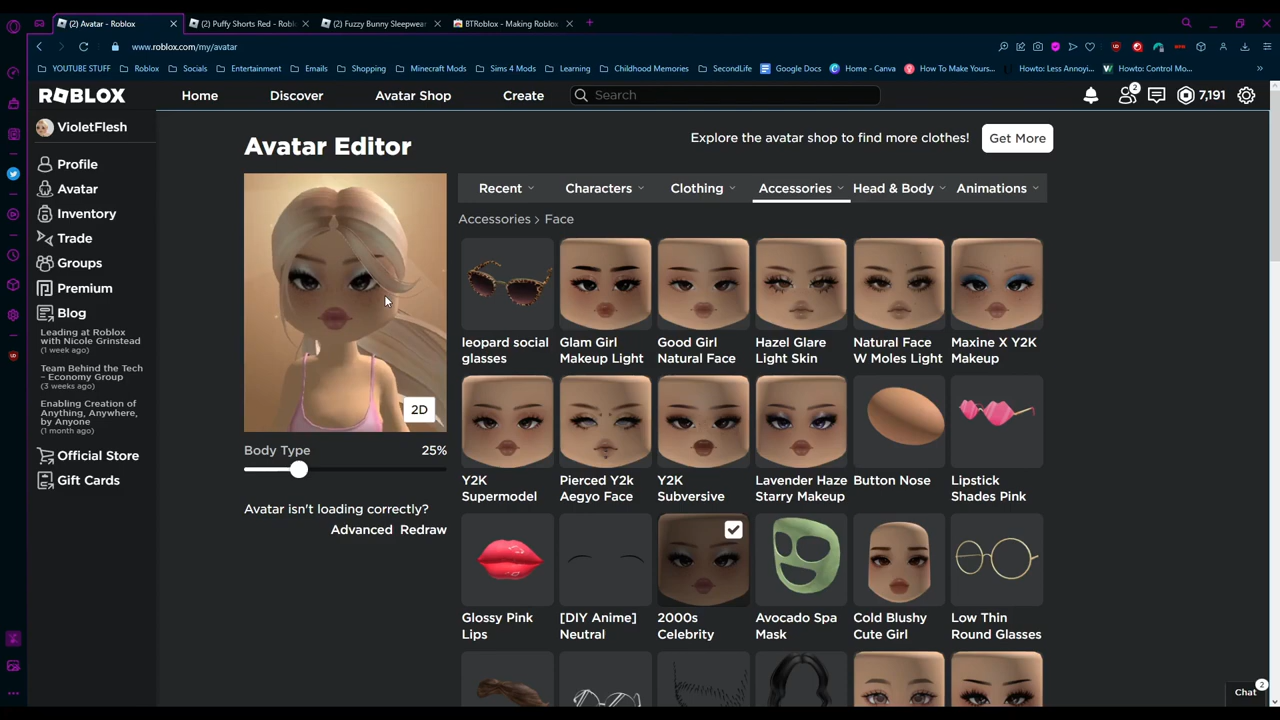 (2) Avatar - Roblox
(2) Puffy Shorts Red - Robl
(2) Fuzzy Bunny Sleepwear
BTRoblox - Making Roblox
www.roblox.com/my/avatar
YOUTUBE STUFF
Roblox
Socials
Entertainment
Emails
Shopping
Minecraft Mods
Sims 4 Mods
Learning
Childhood Memories
SecondLife
Google Docs
Home - Canva
How To Make Yours...
Howto: Less Annoyi...
Howto: Control Mo...
ROBLOX
Home
Discover
Avatar Shop
Create
Search
2
7,191
VioletFlesh
Profile
Avatar
Inventory
Trade
Groups
Premium
Blog
Leading at Roblox
with Nicole Grinstead
(1 week ago)
Team Behind the Tech
- Economy Group
(3 weeks ago)
Enabling Creation of
Anything, Anywhere,
by Anyone
(1 month ago)
Official Store
Gift Cards
Avatar Editor
Explore the avatar shop to find more clothes!
Get More
2D
Body Type
25%
Avatar isn't loading correctly?
Advanced
Redraw
Recent
Characters
Clothing
Accessories
Head & Body
Animations
Accessories > Face
leopard social
glasses
Glam Girl
Makeup Light
Good Girl
Natural Face
Hazel Glare
Light Skin
Natural Face
W Moles Light
Maxine X Y2K
Makeup
Y2K
Supermodel
Pierced Y2k
Aegyo Face
Y2K
Subversive
Lavender Haze
Starry Makeup
Button Nose
Lipstick
Shades Pink
Glossy Pink
Lips
[DIY Anime]
Neutral
2000s
Celebrity
Avocado Spa
Mask
Cold Blushy
Cute Girl
Low Thin
Round Glasses
Chat
2